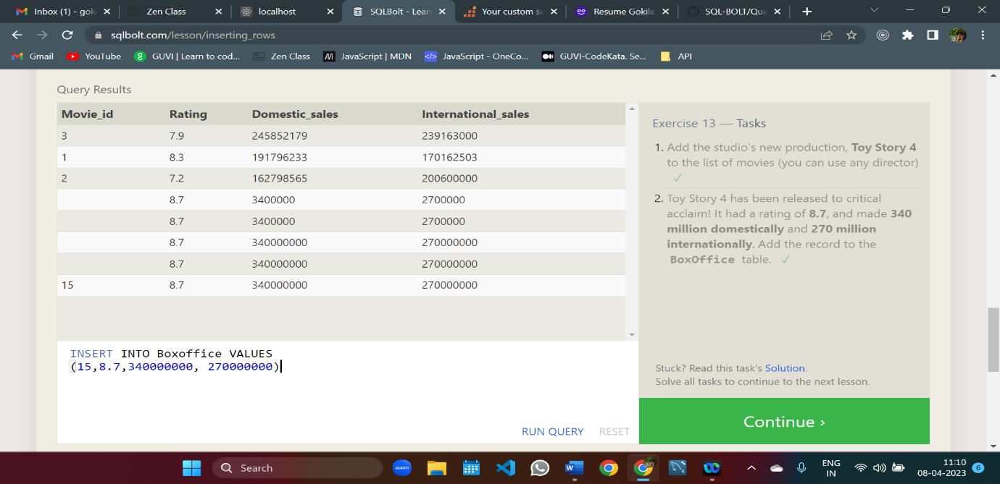 Inbox (1) - gok
Zen Class
localhost
SQLBolt - Lear
Your custom sc
Resume Gokila
SQL-BOLT/Que
sqlbolt.com/lesson/inserting_rows
Gmail
YouTube
GUVI | Learn to cod...
Zen Class
JavaScript | MDN
JavaScript - OneCo...
GUVI-CodeKata. Se...
API
Query Results
Movie_id Rating Domestic_sales International_sales
3 7.9 245852179 239163000
1 8.3 191796233 170162503
2 7.2 162798565 200600000
8.7 3400000 2700000
8.7 3400000 2700000
8.7 340000000 270000000
8.7 340000000 270000000
15 8.7 340000000 270000000
INSERT INTO Boxoffice VALUES
(15,8.7,340000000, 270000000)
RUN QUERY RESET
Exercise 13 — Tasks
1. Add the studio's new production, Toy Story 4
to the list of movies (you can use any director)
✓
2. Toy Story 4 has been released to critical
acclaim! It had a rating of 8.7, and made 340
million domestically and 270 million
internationally. Add the record to the
BoxOffice table. ✓
Stuck? Read this task's Solution.
Solve all tasks to continue to the next lesson.
Continue ›
Search
zoom
ENG
IN
11:10
08-04-2023
6